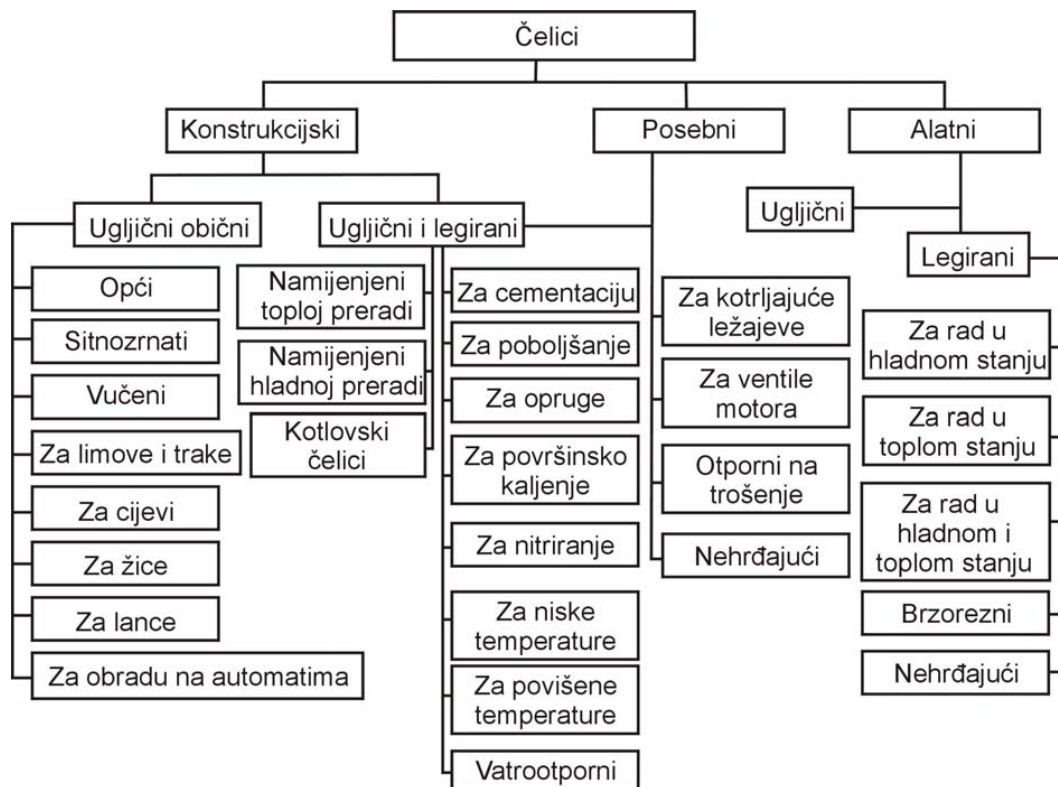 Čelici
Konstrukcijski
Posebni
Alatni
Ugljični obični
Ugljični i legirani
Ugljični
Legirani
Opći
Sitnozrnati
Vučeni
Za limove i trake
Za cijevi
Za žice
Za lance
Za obradu na automatima
Namijenjeni
toploj preradi
Namijenjeni
hladnoj preradi
Kotlovski
čelici
Za cementaciju
Za poboljšanje
Za opruge
Za površinsko
kaljenje
Za nitriranje
Za niske
temperature
Za povišene
temperature
Vatrootporni
Za kotrljajuće
ležajeve
Za ventile
motora
Otporni na
trošenje
Nehrđajući
Za rad u
hladnom stanju
Za rad u
toplom stanju
Za rad u
hladnom i
toplom stanju
Brzorezni
Nehrđajući